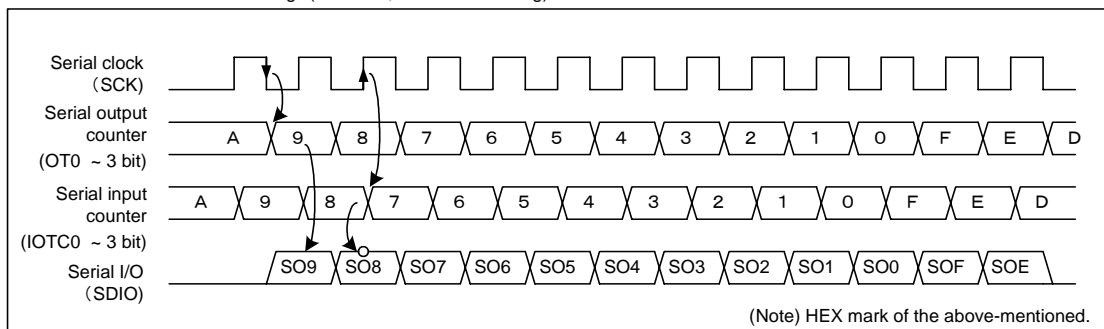 Serial clock
（SCK）
Serial output
counter
(OT0 ~ 3 bit)
A 9 8 7 6 5 4 3 2 1 0 F E D
Serial input
counter
(IOTC0 ~ 3 bit)
A 9 8 7 6 5 4 3 2 1 0 F E D
Serial I/O
（SDIO）
SO9 SO8 SO7 SO6 SO5 SO4 SO3 SO2 SO1 SO0 SOF SOE
(Note) HEX mark of the above-mentioned.